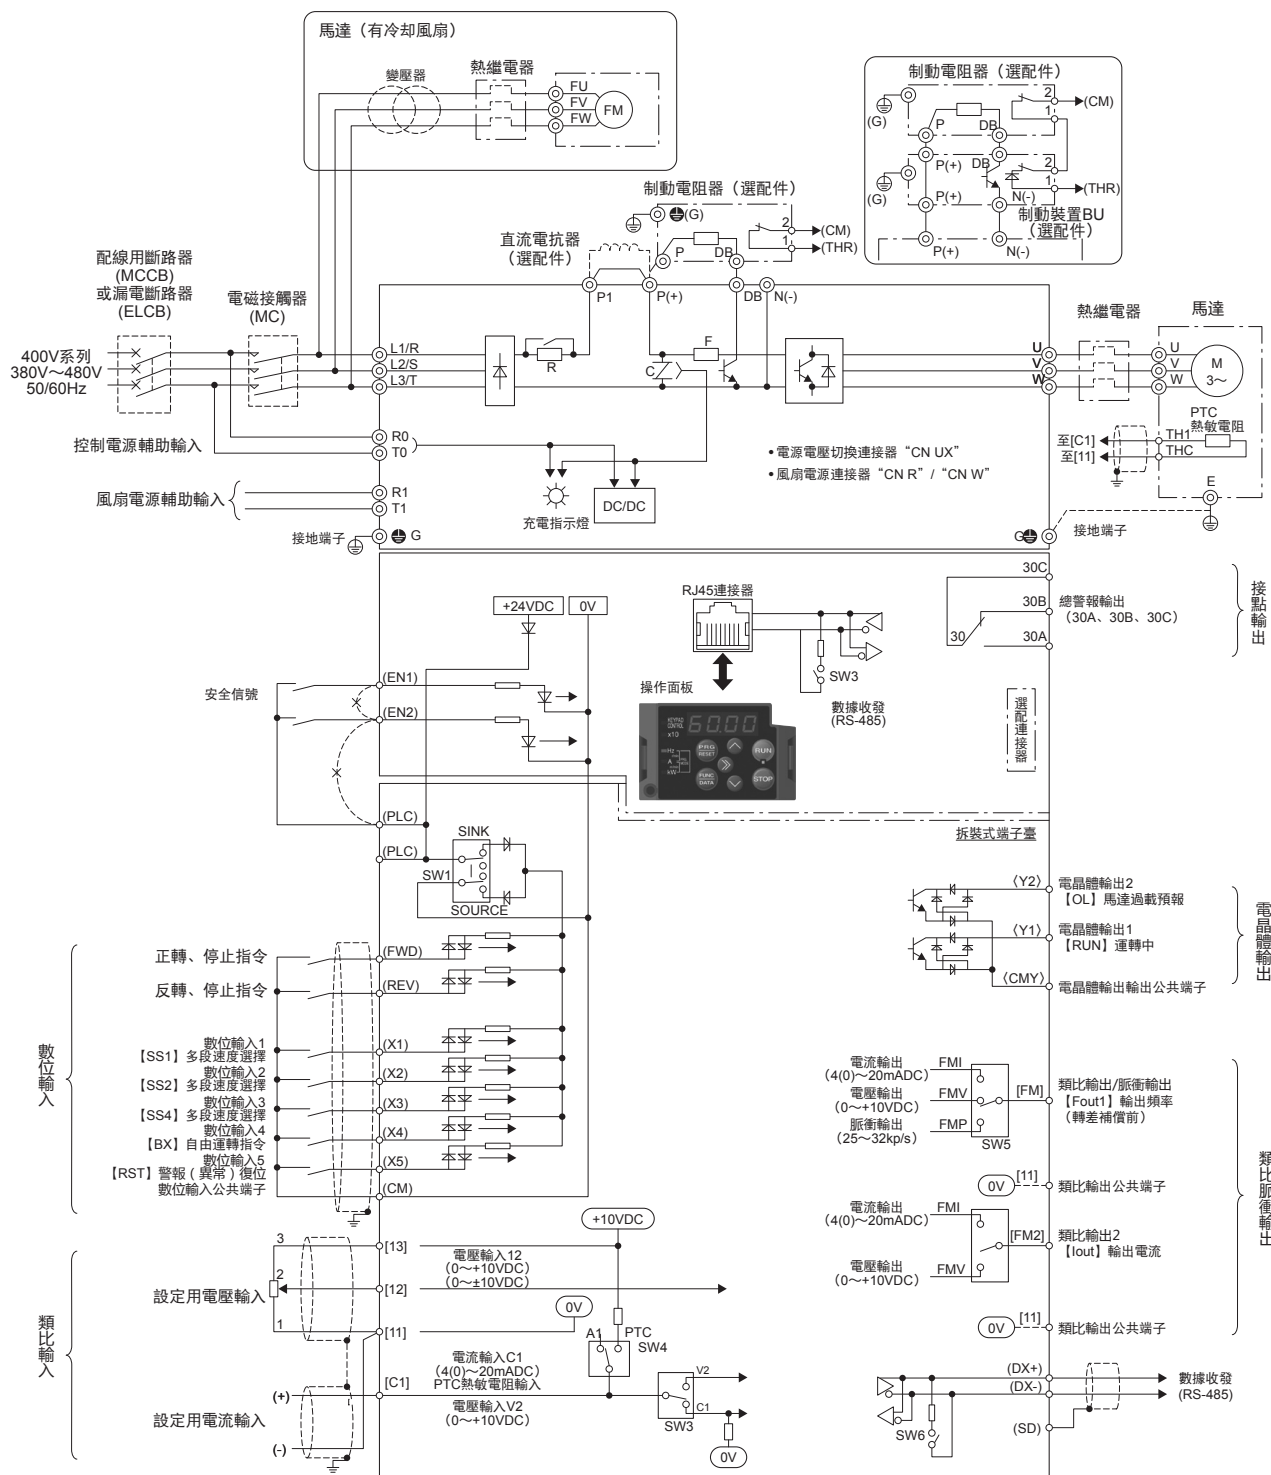 馬達（有冷却風扇）
變壓器
熱繼電器
FU
FV
FW
FM
制動電阻器（選配件）
(G)
P
DB
2
1
(CM)
P(+)
DB
2
1
(THR)
(G)
P(+)
N(-)
制動裝置BU
（選配件）
P(+)
N(-)
制動電阻器（選配件）
(G)
2
1
(CM)
(THR)
P
DB
直流電抗器
（選配件）
P1
P(+)
DB
N(-)
配線用斷路器
(MCCB)
或漏電斷路器
(ELCB)
電磁接觸器
(MC)
400V系列
380V～480V
50/60Hz
L1/R
L2/S
L3/T
R
F
C
U
V
W
熱繼電器
馬達
U
V
W
M
3～
PTC
熱敏電阻
至[C1]
TH1
至[11]
THC
E
控制電源輔助輸入
R0
T0
•電源電壓切換連接器“CN UX”
•風扇電源連接器“CN R”/“CN W”
風扇電源輔助輸入
R1
T1
充電指示燈
DC/DC
接地端子
G
G
接地端子
+24VDC
0V
RJ45連接器
SW3
數據收發
(RS-485)
操作面板
KEYPAD
CONTROL
x10
60.00
Hz
A
kW
PRG
RESET
RUN
FUNC
DATA
STOP
30C
30B
30
30A
總警報輸出
（30A、30B、30C）
接點輸出
選配連接器
安全信號
(EN1)
(EN2)
(PLC)
拆裝式端子臺
(PLC)
SINK
SW1
SOURCE
〈Y2〉
電晶體輸出2
【OL】馬達過載預報
〈Y1〉
電晶體輸出1
【RUN】運轉中
〈CMY〉
電晶體輸出輸出公共端子
電晶體輸出
數位輸入
正轉、停止指令
(FWD)
反轉、停止指令
(REV)
數位輸入1
【SS1】多段速度選擇
(X1)
數位輸入2
【SS2】多段速度選擇
(X2)
數位輸入3
【SS4】多段速度選擇
(X3)
數位輸入4
【BX】自由運轉指令
(X4)
數位輸入5
【RST】警報（異常）復位
(X5)
數位輸入公共端子
(CM)
電流輸出
(4(0)～20mADC)
FMI
電壓輸出
(0～+10VDC)
FMV
脈衝輸出
(25～32kp/s)
FMP
SW5
[FM]
類比輸出/脈衝輸出
【Fout1】輸出頻率
（轉差補償前）
0V
[11]
類比輸出公共端子
電流輸出
(4(0)～20mADC)
FMI
電壓輸出
(0～+10VDC)
FMV
[FM2]
類比輸出2
【Iout】輸出電流
0V
[11]
類比輸出公共端子
類比脈衝輸出
類比輸入
設定用電壓輸入
3
2
1
[13]
[12]
[11]
+10VDC
電壓輸入12
(0～+10VDC)
(0～±10VDC)
0V
A1
PTC
SW4
設定用電流輸入
(+)
(-)
[C1]
電流輸入C1
(4(0)～20mADC)
PTC熱敏電阻輸入
電壓輸入V2
(0～+10VDC)
V2
C1
SW3
0V
SW6
(DX+)
(DX-)
(SD)
數據收發
(RS-485)